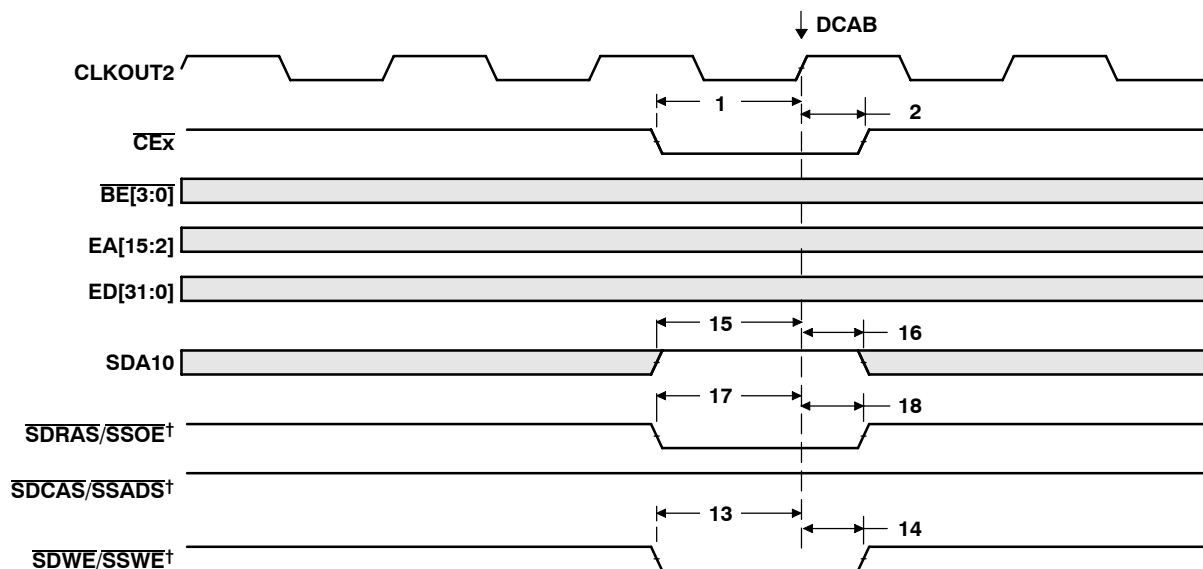 DCAB
CLKOUT2
1
2
CEx
BE[3:0]
EA[15:2]
ED[31:0]
15
16
SDA10
17
18
SDRAS/SSOE†
SDCAS/SSADS†
13
14
SDWE/SSWE†